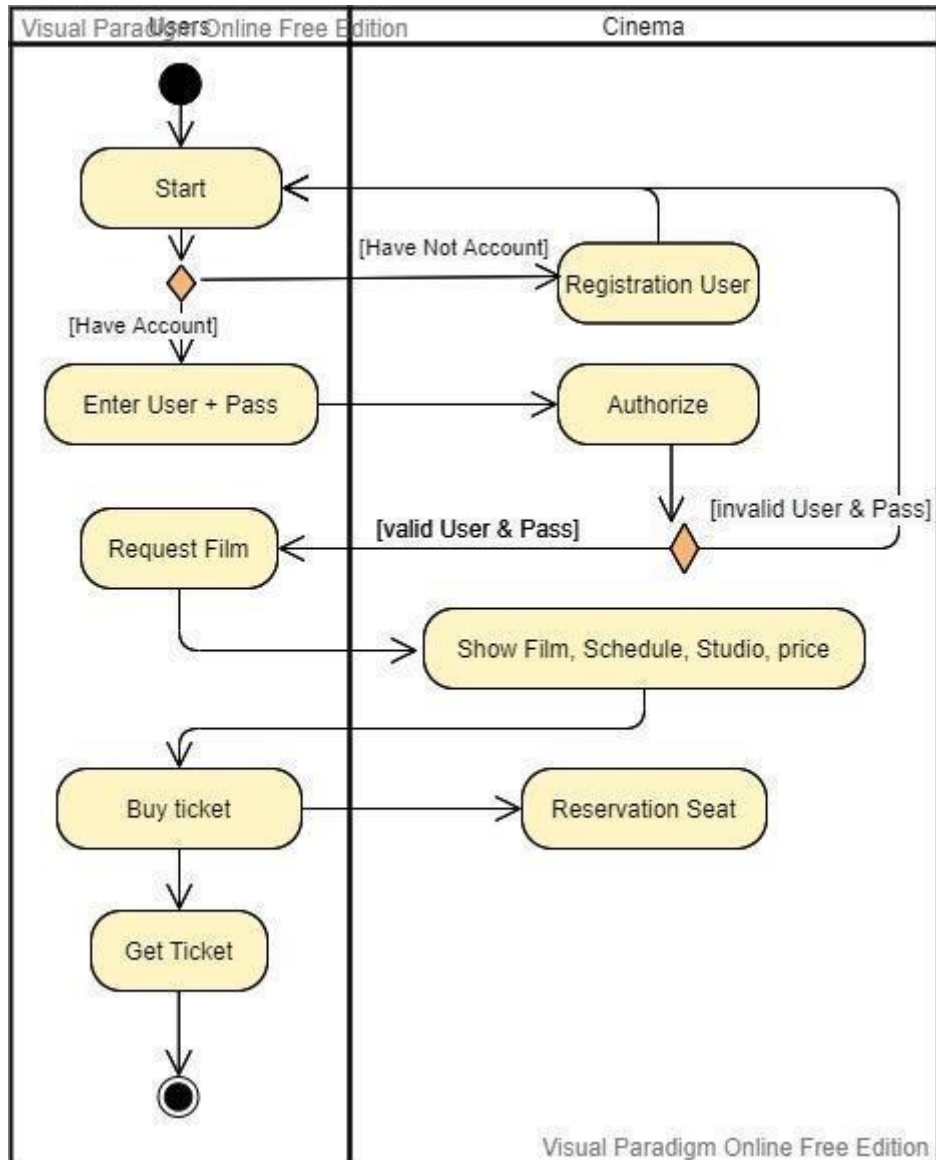 Visual Paradigm Online Free Edition
Users
Cinema
Start
[Have Not Account]
Registration User
[Have Account]
Enter User + Pass
Authorize
[invalid User & Pass]
[valid User & Pass]
Request Film
Show Film, Schedule, Studio, price
Buy ticket
Reservation Seat
Get Ticket
Visual Paradigm Online Free Edition